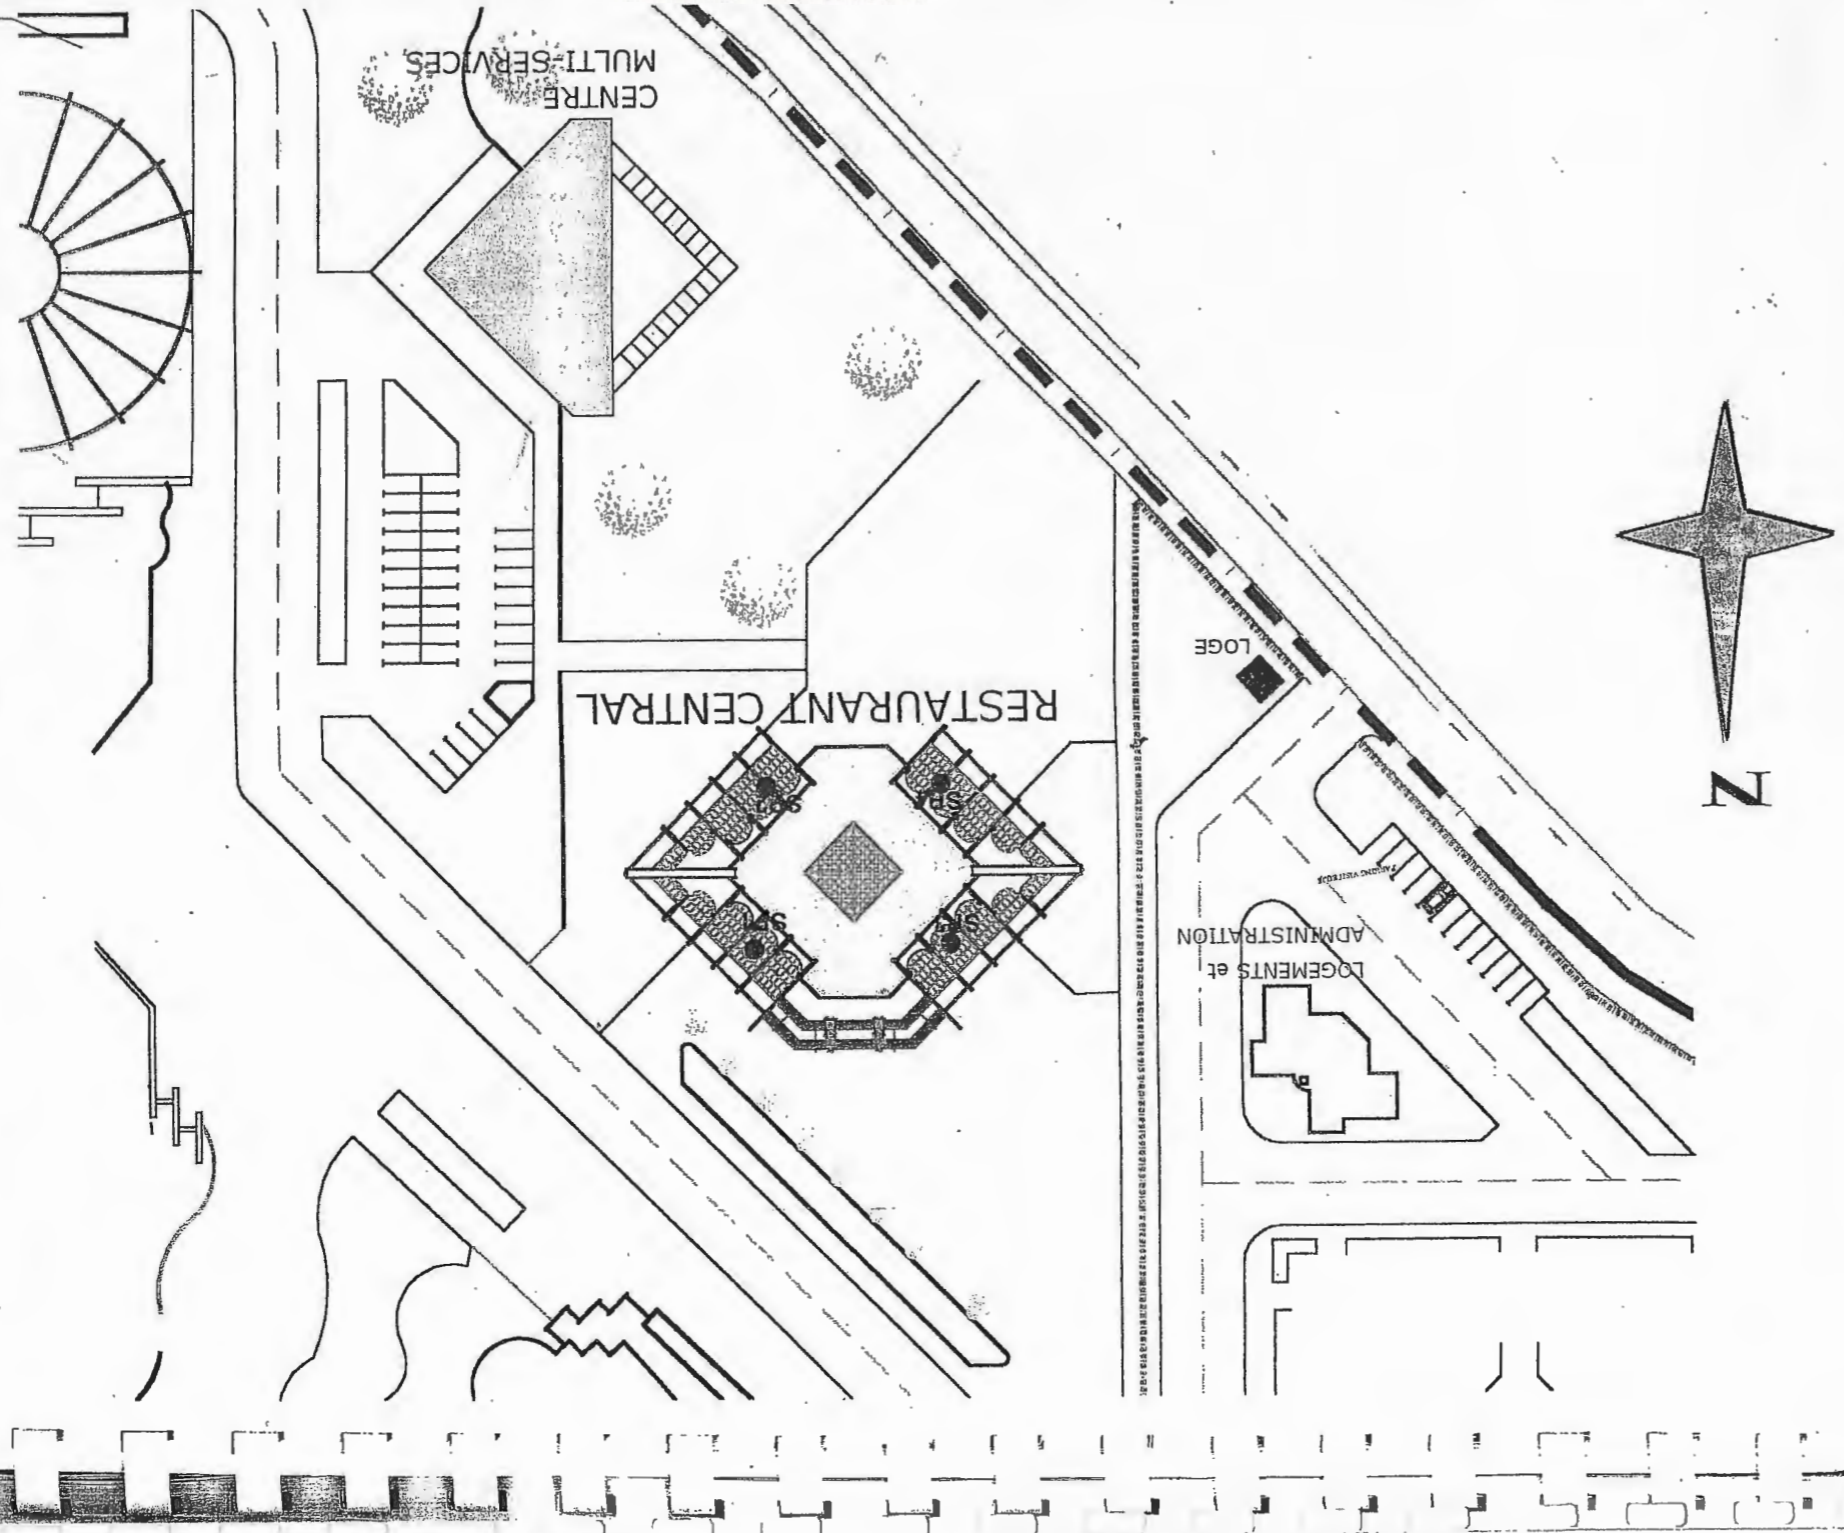 LOGEMENTS et
ADMINISTRATION
N
RESTAURANT CENTRAL
LOGE
CENTRE
MULTI-SERVICES